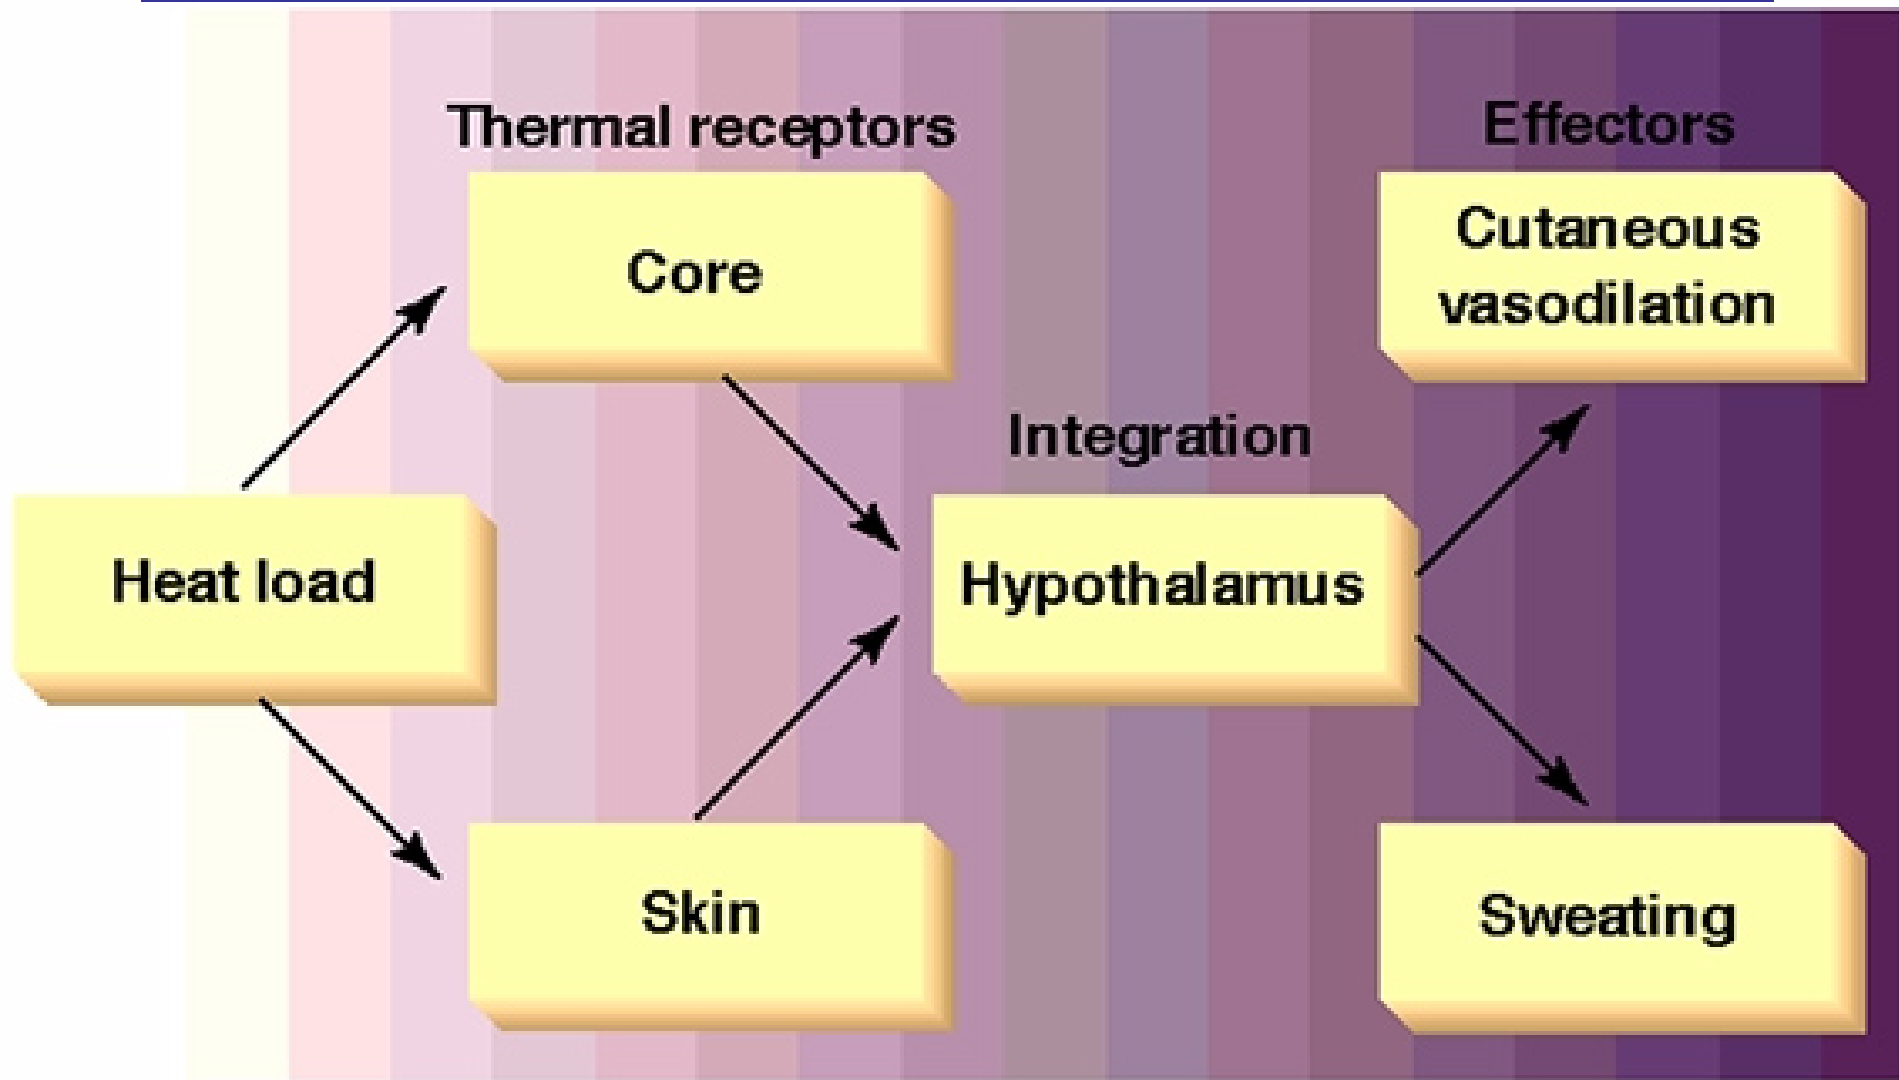 Thermal receptors
Effectors
Core
Cutaneous
vasodilation
Integration
Heat load
Hypothalamus
Skin
Sweating